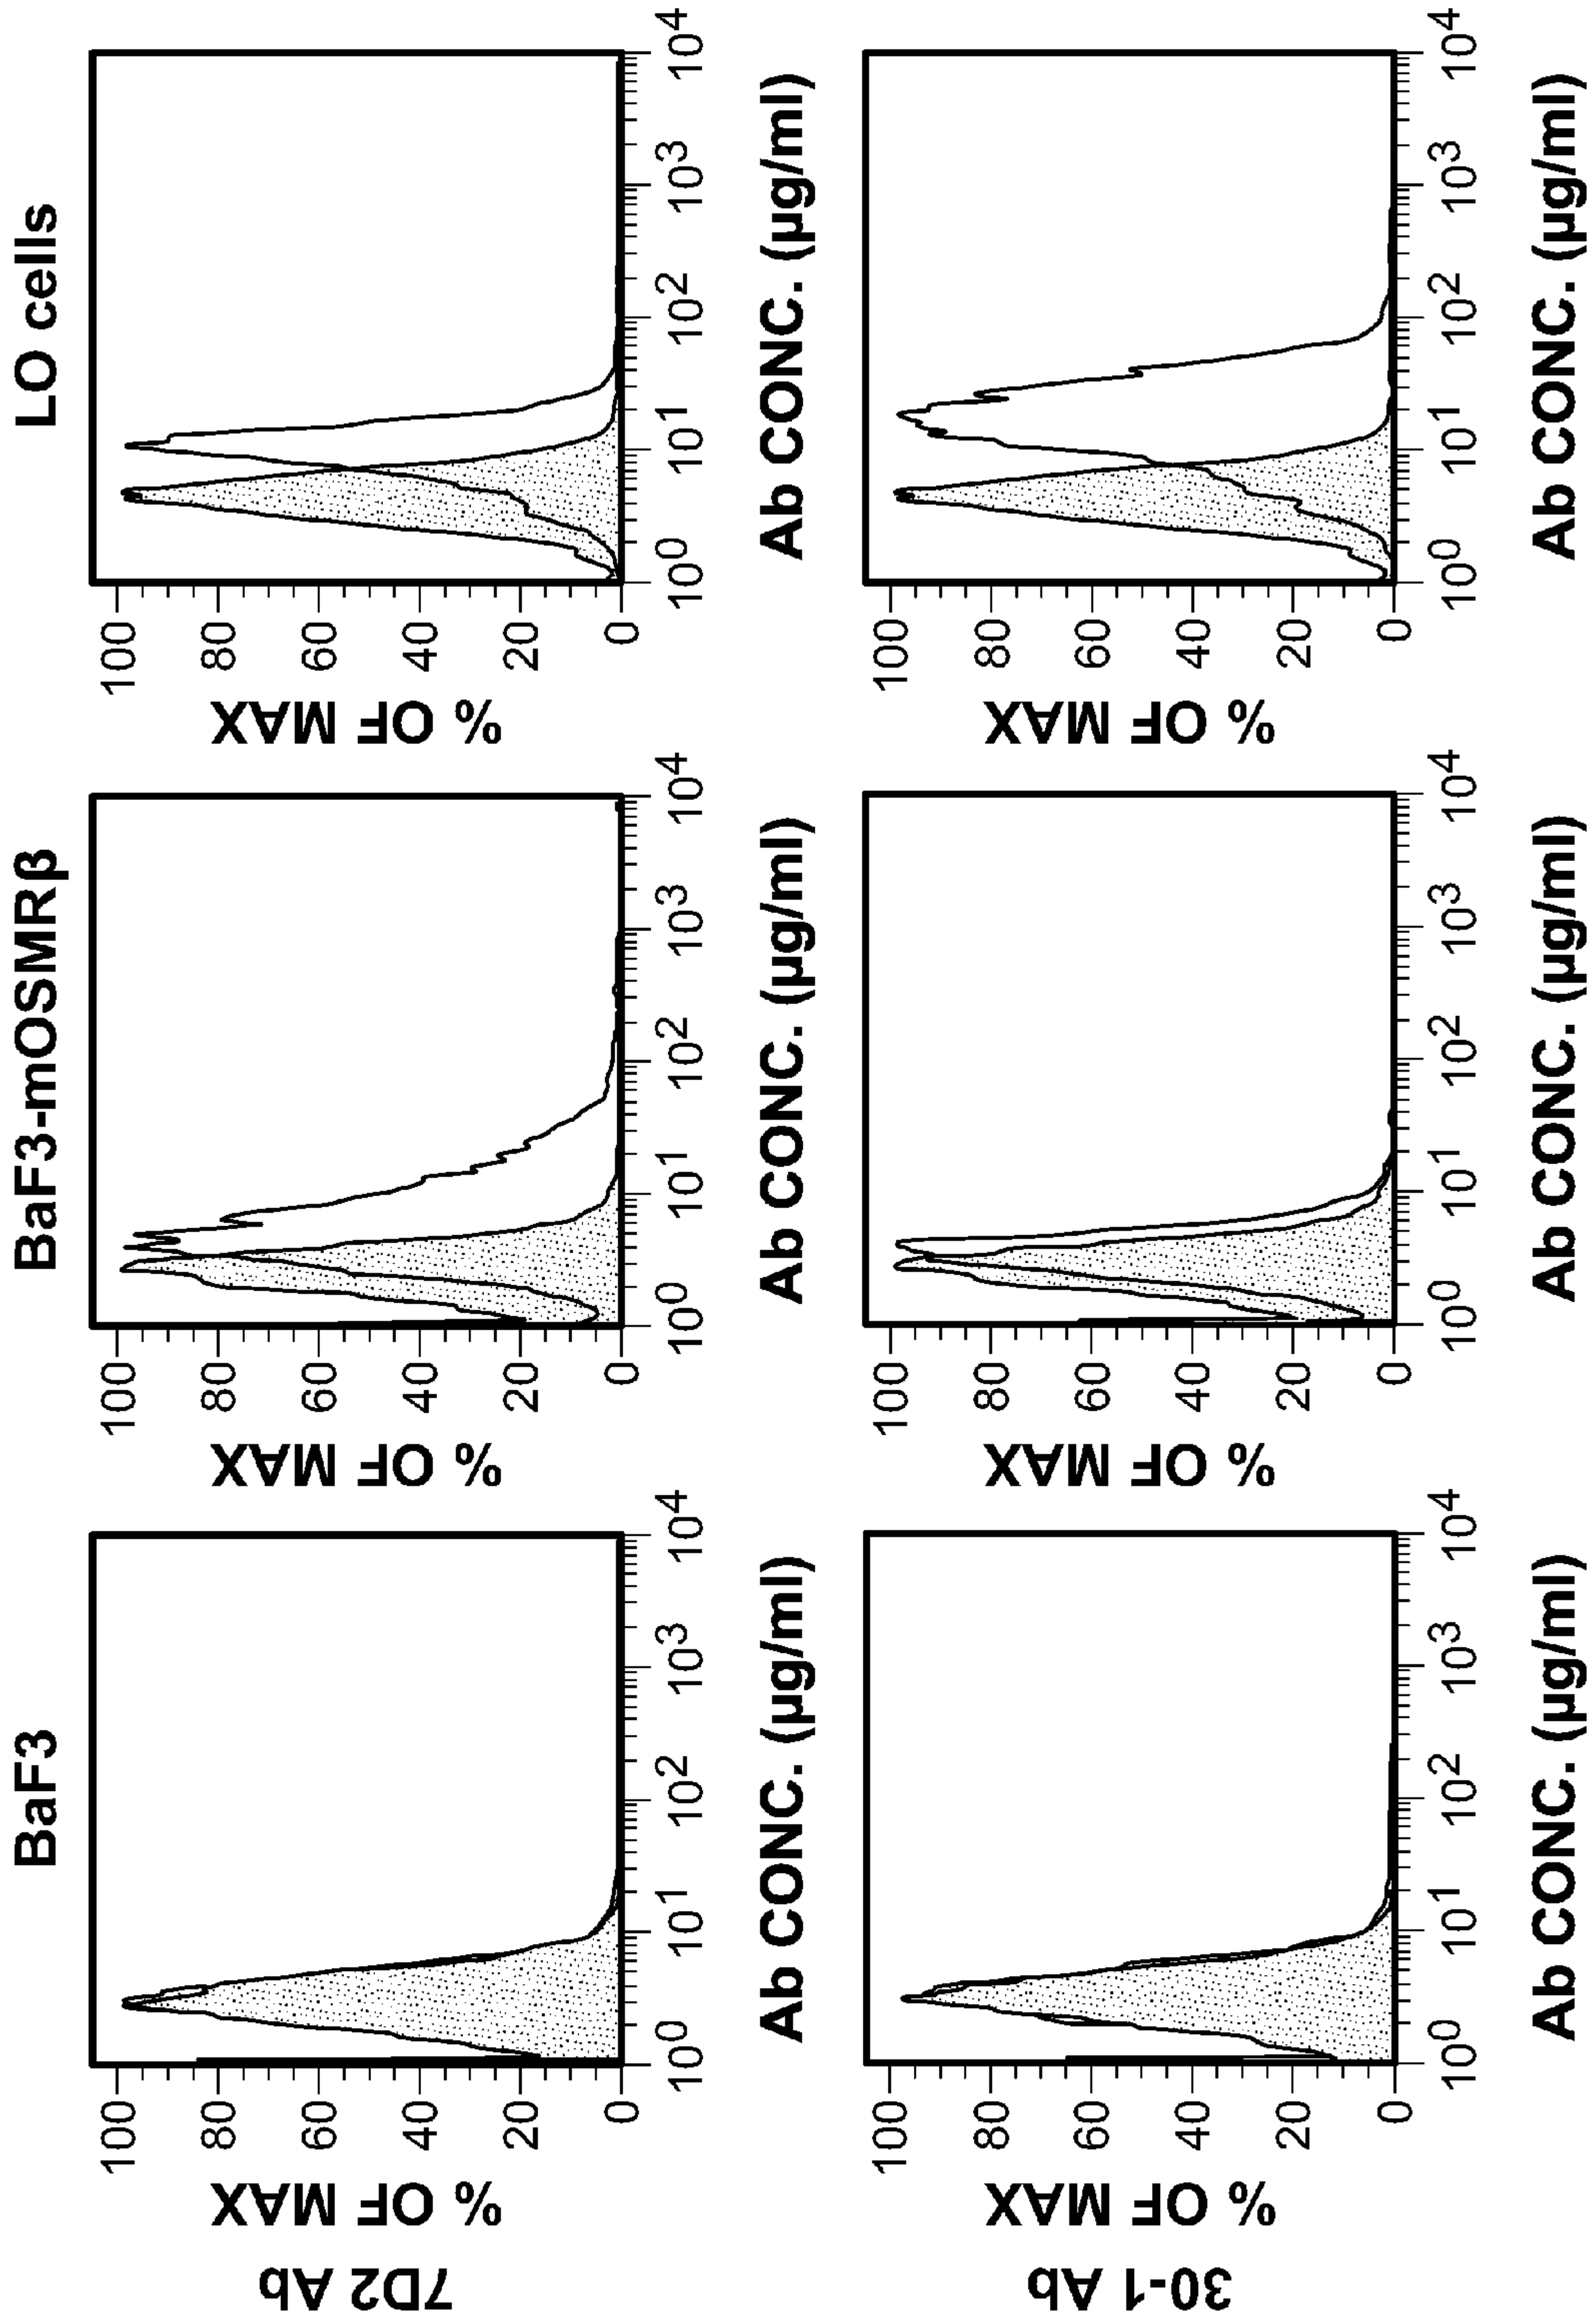 BaF3
BaF3-mOSMRβ
LO cells
7D2 Ab
% OF MAX
100
80
60
40
20
0
10⁰ 10¹ 10² 10³ 10⁴
Ab CONC. (µg/ml)
% OF MAX
100
80
60
40
20
0
10⁰ 10¹ 10² 10³ 10⁴
Ab CONC. (µg/ml)
% OF MAX
100
80
60
40
20
0
10⁰ 10¹ 10² 10³ 10⁴
Ab CONC. (µg/ml)
30-1 Ab
% OF MAX
100
80
60
40
20
0
10⁰ 10¹ 10² 10³ 10⁴
Ab CONC. (µg/ml)
% OF MAX
100
80
60
40
20
0
10⁰ 10¹ 10² 10³ 10⁴
Ab CONC. (µg/ml)
% OF MAX
100
80
60
40
20
0
10⁰ 10¹ 10² 10³ 10⁴
Ab CONC. (µg/ml)